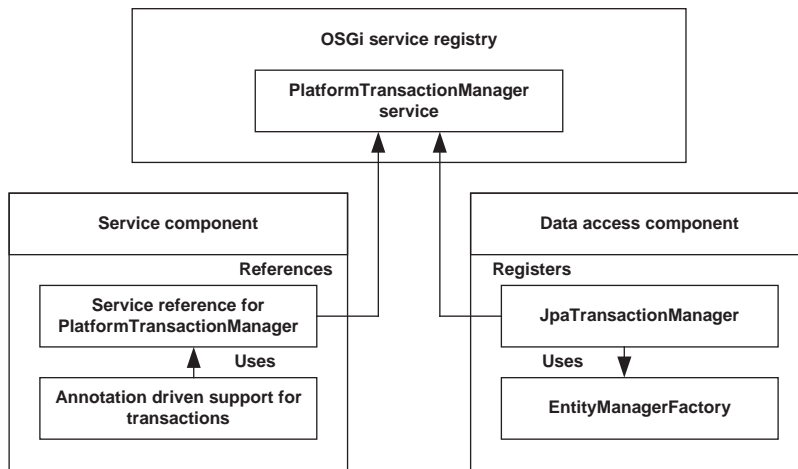 OSGi service registry
PlatformTransactionManager
service
Service component
References
Service reference for
PlatformTransactionManager
Uses
Annotation driven support for
transactions
Data access component
Registers
JpaTransactionManager
Uses
EntityManagerFactory